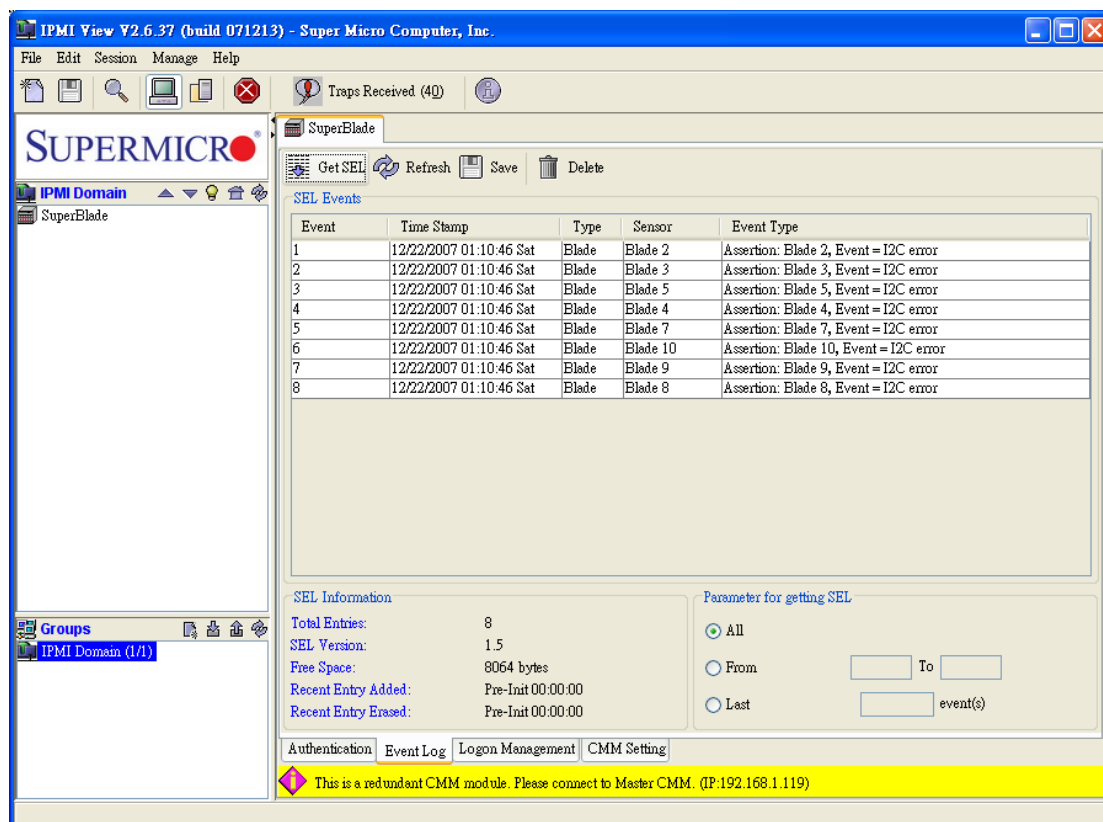 IPMI View V2.6.37 (build 071213) - Super Micro Computer, Inc.
File Edit Session Manage Help
Traps Received (40)
SUPERMICRO®
SuperBlade
Get SEL Refresh Save Delete
IPMI Domain
SuperBlade
SEL Events
Event Time Stamp Type Sensor Event Type
1 12/22/2007 01:10:46 Sat Blade Blade 2 Assertion: Blade 2, Event = I2C error
2 12/22/2007 01:10:46 Sat Blade Blade 3 Assertion: Blade 3, Event = I2C error
3 12/22/2007 01:10:46 Sat Blade Blade 5 Assertion: Blade 5, Event = I2C error
4 12/22/2007 01:10:46 Sat Blade Blade 4 Assertion: Blade 4, Event = I2C error
5 12/22/2007 01:10:46 Sat Blade Blade 7 Assertion: Blade 7, Event = I2C error
6 12/22/2007 01:10:46 Sat Blade Blade 10 Assertion: Blade 10, Event = I2C error
7 12/22/2007 01:10:46 Sat Blade Blade 9 Assertion: Blade 9, Event = I2C error
8 12/22/2007 01:10:46 Sat Blade Blade 8 Assertion: Blade 8, Event = I2C error
Groups
IPMI Domain (1/1)
SEL Information
Total Entries: 8
SEL Version: 1.5
Free Space: 8064 bytes
Recent Entry Added: Pre-Init 00:00:00
Recent Entry Erased: Pre-Init 00:00:00
Parameter for getting SEL
All
From To
Last event(s)
Authentication Event Log Logon Management CMM Setting
This is a redundant CMM module. Please connect to Master CMM. (IP:192.168.1.119)